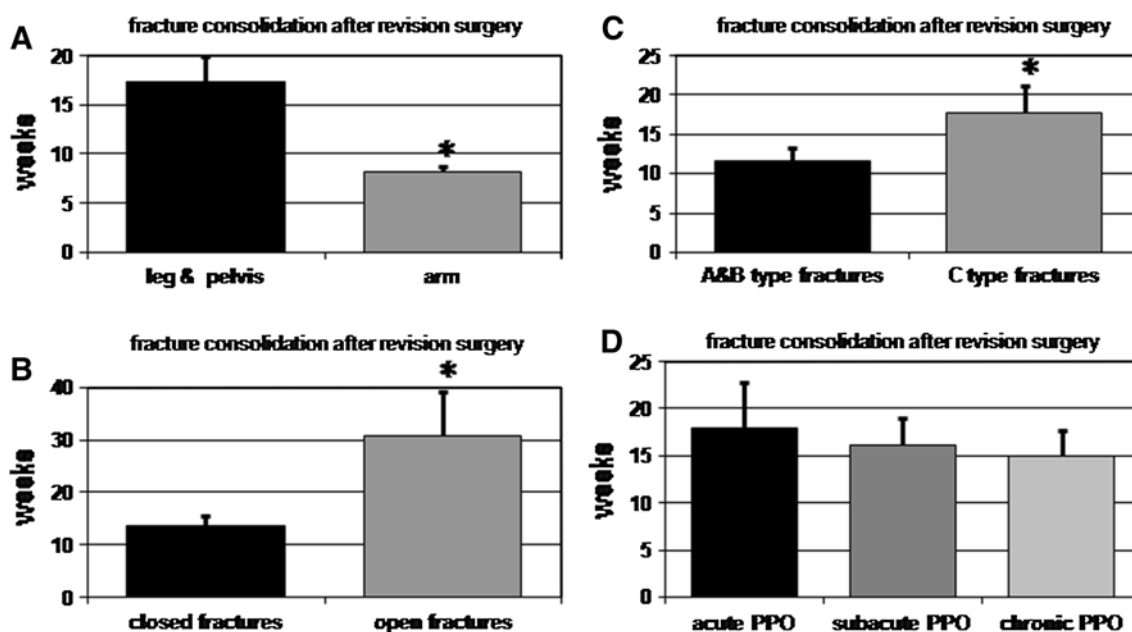 A
fracture consolidation after revision surgery
20
15
10
5
0
weeks
*
leg & pelvis
arm
B
fracture consolidation after revision surgery
40
30
20
10
0
weeks
*
closed fractures
open fractures
C
fracture consolidation after revision surgery
25
20
15
10
5
0
weeks
*
A&B type fractures
C type fractures
D
fracture consolidation after revision surgery
25
20
15
10
5
0
weeks
acute PPO
subacute PPO
chronic PPO